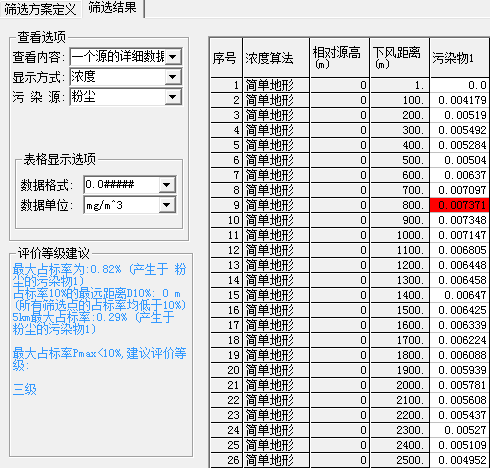 筛选方案定义 筛选结果
查看选项
查看内容: 一个源的详细数据
显示方式: 浓度
污 染 源: 粉尘
表格显示选项
数据格式: 0.0#####
数据单位: mg/m^3
评价等级建议
最大占标率为:0.82% (产生于 粉
尘的污染物1)
占标率10%的最远距离D10%: 0 m
(所有筛选点的占标率均低于10%)
5km最大占标率:0.29% (产生于
粉尘的污染物1)
最大占标率Pmax<10%,建议评价等
级:
三级
序号 浓度算法 相对源高(m) 下风距离(m) 污染物1
1 简单地形 0 1. 0.0
2 简单地形 0 100. 0.004179
3 简单地形 0 200. 0.00519
4 简单地形 0 300. 0.005492
5 简单地形 0 400. 0.005284
6 简单地形 0 500. 0.00504
7 简单地形 0 600. 0.00637
8 简单地形 0 700. 0.007097
9 简单地形 0 800. 0.007371
10 简单地形 0 900. 0.007348
11 简单地形 0 1000. 0.007147
12 简单地形 0 1100. 0.006805
13 简单地形 0 1200. 0.006448
14 简单地形 0 1300. 0.006458
15 简单地形 0 1400. 0.00647
16 简单地形 0 1500. 0.006425
17 简单地形 0 1600. 0.006339
18 简单地形 0 1700. 0.006224
19 简单地形 0 1800. 0.006088
20 简单地形 0 1900. 0.005939
21 简单地形 0 2000. 0.005781
22 简单地形 0 2100. 0.005608
23 简单地形 0 2200. 0.005437
24 简单地形 0 2300. 0.00527
25 简单地形 0 2400. 0.005109
26 简单地形 0 2500. 0.004952